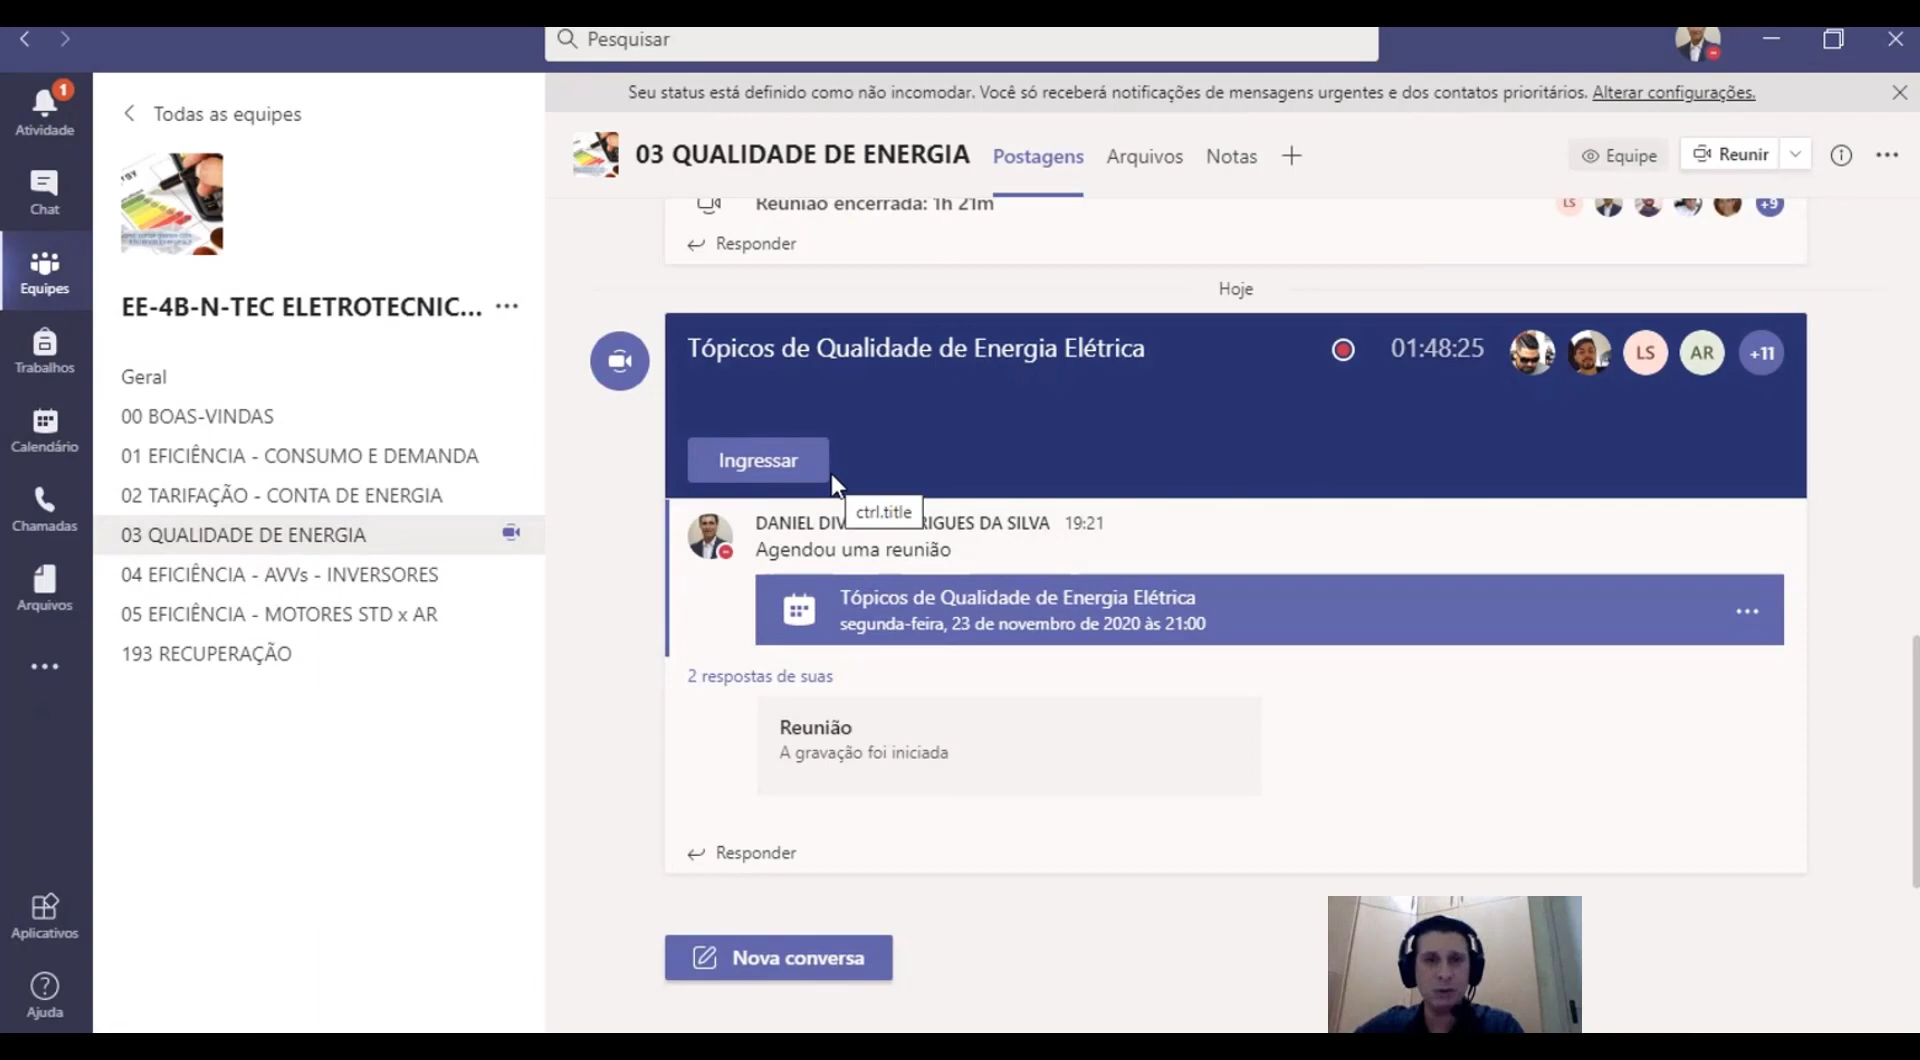 Pesquisar
Seu status está definido como não incomodar. Você só receberá notificações de mensagens urgentes e dos contatos prioritários. Alterar configurações.
1
Atividade
Chat
Equipes
Trabalhos
Calendário
Chamadas
Arquivos
Aplicativos
Ajuda
Todas as equipes
EE-4B-N-TEC ELETROTECNIC...
Geral
00 BOAS-VINDAS
01 EFICIÊNCIA - CONSUMO E DEMANDA
02 TARIFAÇÃO - CONTA DE ENERGIA
03 QUALIDADE DE ENERGIA
04 EFICIÊNCIA - AVVs - INVERSORES
05 EFICIÊNCIA - MOTORES STD x AR
193 RECUPERAÇÃO
03 QUALIDADE DE ENERGIA Postagens Arquivos Notas
Equipe Reunir
Reunião encerrada: 1h 21m LS +9
Responder
Hoje
Tópicos de Qualidade de Energia Elétrica 01:48:25 LS AR +11
Ingressar
ctrl.title
DANIEL DIV RIGUES DA SILVA 19:21
Agendou uma reunião
Tópicos de Qualidade de Energia Elétrica
segunda-feira, 23 de novembro de 2020 às 21:00
2 respostas de suas
Reunião
A gravação foi iniciada
Responder
Nova conversa